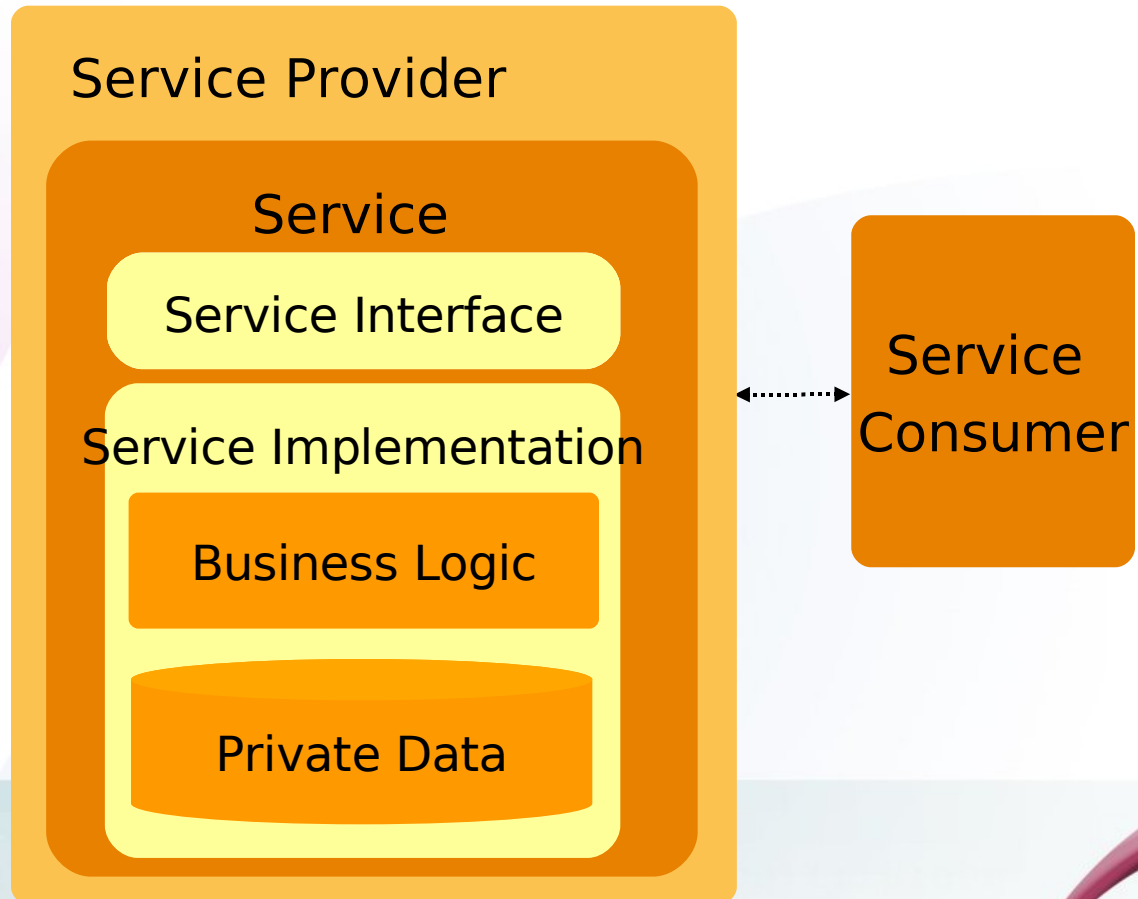 Service Provider
Service
Service Interface
Service Implementation
Business Logic
Private Data
Service
Consumer